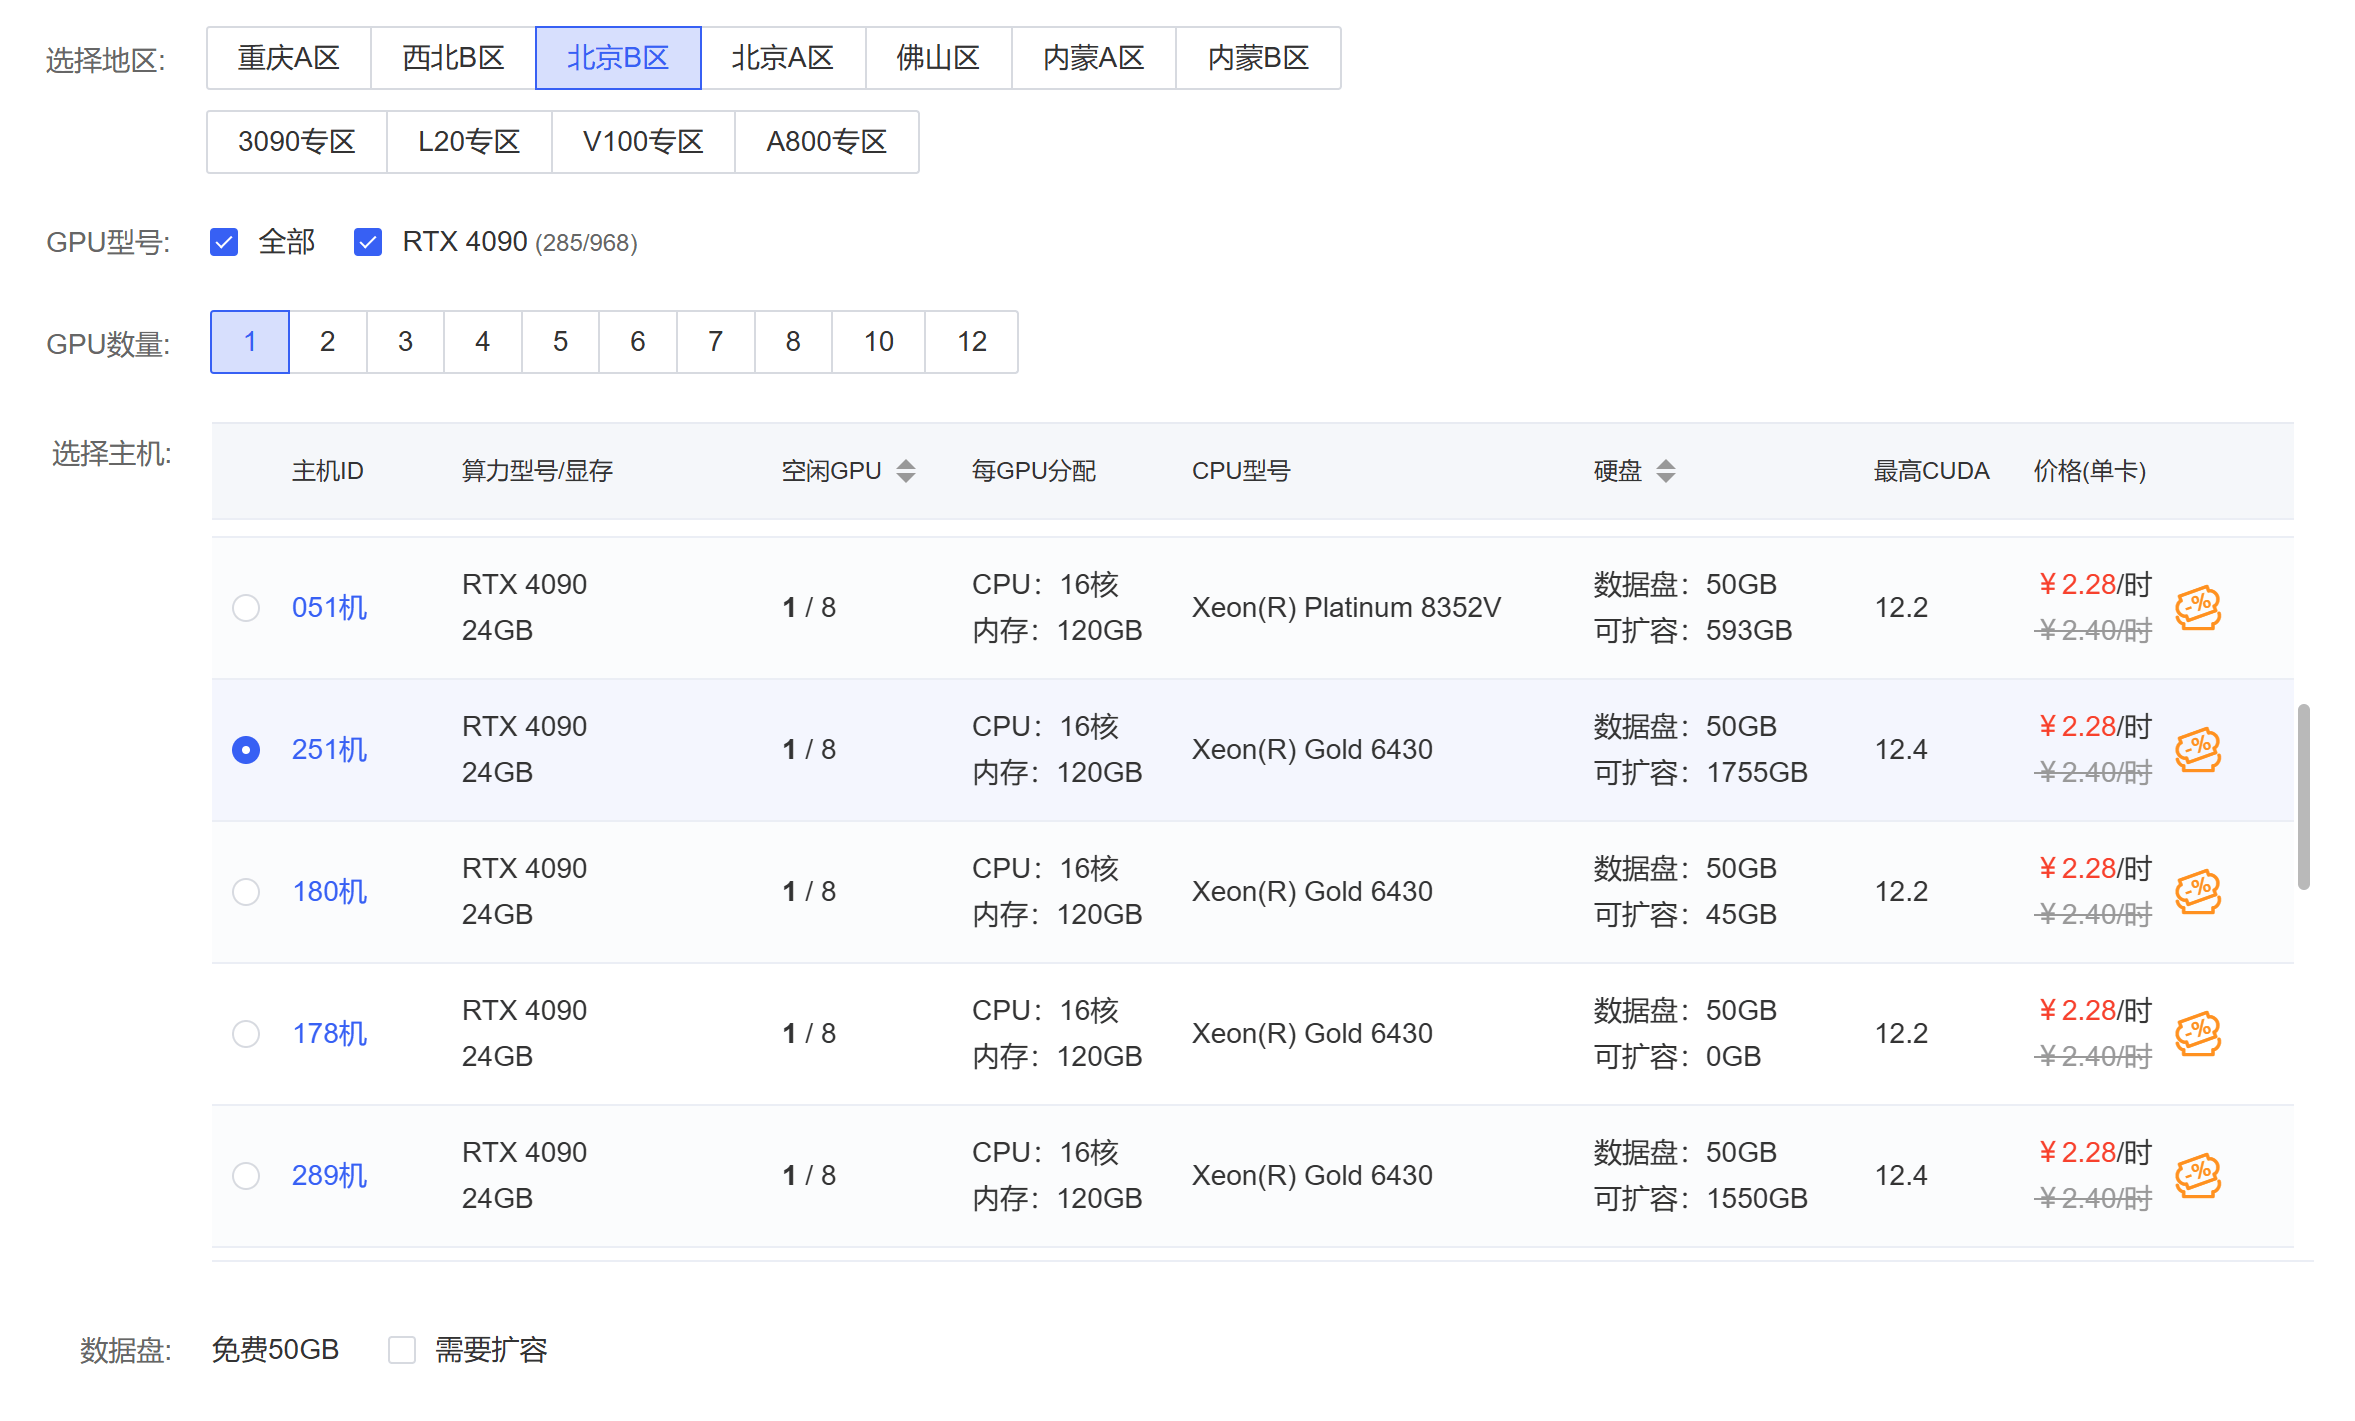 选择地区: 重庆A区 西北B区 北京B区 北京A区 佛山区 内蒙A区 内蒙B区
3090专区 L20专区 V100专区 A800专区
GPU型号: 全部 RTX 4090 (285/968)
GPU数量: 1 2 3 4 5 6 7 8 10 12
选择主机: 主机ID 算力型号/显存 空闲GPU 每GPU分配 CPU型号 硬盘 最高CUDA 价格(单卡)
051机 RTX 4090 24GB 1 / 8 CPU: 16核 内存: 120GB Xeon(R) Platinum 8352V 数据盘: 50GB 可扩容: 593GB 12.2 ¥2.28/时 ¥2.40/时 -%
251机 RTX 4090 24GB 1 / 8 CPU: 16核 内存: 120GB Xeon(R) Gold 6430 数据盘: 50GB 可扩容: 1755GB 12.4 ¥2.28/时 ¥2.40/时 -%
180机 RTX 4090 24GB 1 / 8 CPU: 16核 内存: 120GB Xeon(R) Gold 6430 数据盘: 50GB 可扩容: 45GB 12.2 ¥2.28/时 ¥2.40/时 -%
178机 RTX 4090 24GB 1 / 8 CPU: 16核 内存: 120GB Xeon(R) Gold 6430 数据盘: 50GB 可扩容: 0GB 12.2 ¥2.28/时 ¥2.40/时 -%
289机 RTX 4090 24GB 1 / 8 CPU: 16核 内存: 120GB Xeon(R) Gold 6430 数据盘: 50GB 可扩容: 1550GB 12.4 ¥2.28/时 ¥2.40/时 -%
数据盘: 免费50GB 需要扩容